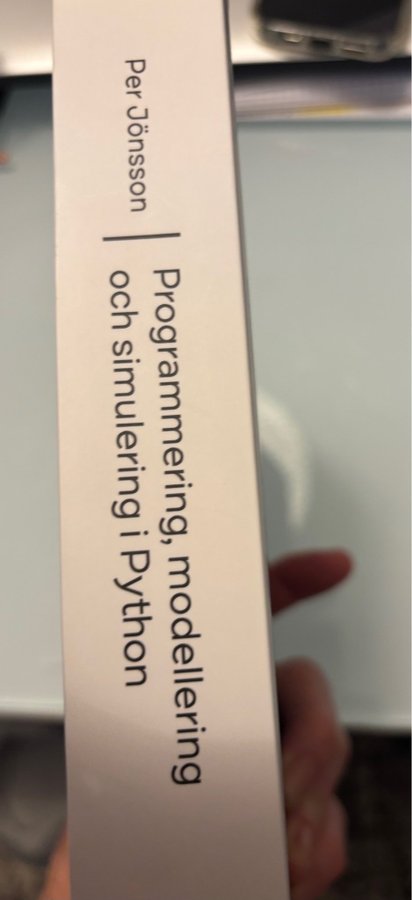 Per Jönsson
Programmering, modellering
och simulering i Python